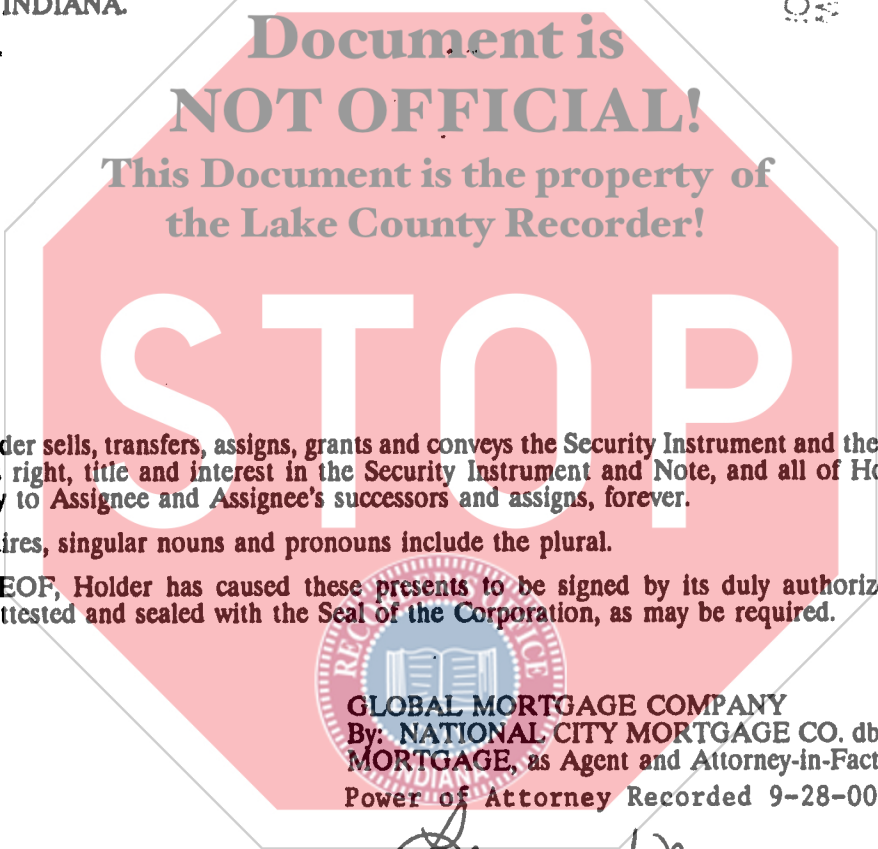 INDIANA.
Document is
NOT OFFICIAL!
This Document is the property of
the Lake County Recorder!
STOP
der sells, transfers, assigns, grants and conveys the Security Instrument and the
right, title and interest in the Security Instrument and Note, and all of Ho
y to Assignee and Assignee's successors and assigns, forever.
ires, singular nouns and pronouns include the plural.
EOF, Holder has caused these presents to be signed by its duly authoriz
ttested and sealed with the Seal of the Corporation, as may be required.
GLOBAL MORTGAGE COMPANY
By: NATIONAL CITY MORTGAGE CO. db
MORTGAGE, as Agent and Attorney-in-Fact
Power of Attorney Recorded 9-28-00
INDIANA